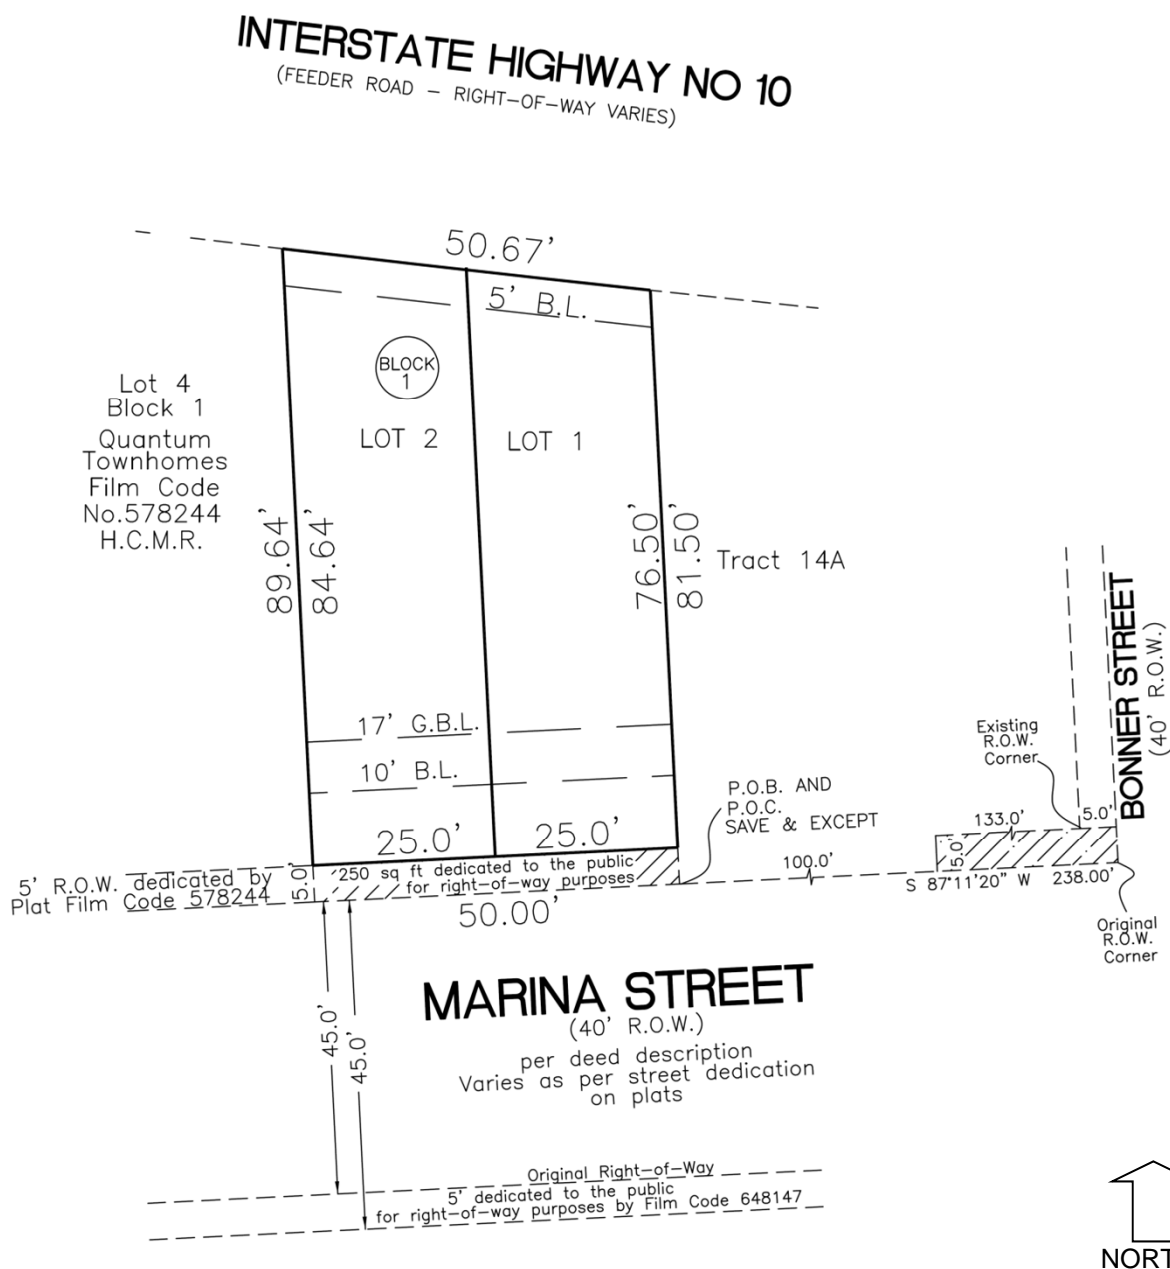 INTERSTATE HIGHWAY NO 10
(FEEDER ROAD – RIGHT–OF–WAY VARIES)
50.67'
5' B.L.
BLOCK
1
Lot 4
Block 1
Quantum
Townhomes
Film Code
No.578244
H.C.M.R.
LOT 2
LOT 1
89.64'
84.64'
76.50'
81.50'
Tract 14A
BONNER STREET
(40' R.O.W.)
17' G.B.L.
10' B.L.
25.0'
25.0'
P.O.B. AND
P.O.C.
SAVE & EXCEPT
Existing
R.O.W.
Corner
133.0'
5.0'
5.0'
100.0'
S 87°11'20" W
238.00'
Original
R.O.W.
Corner
5' R.O.W. dedicated by
Plat Film Code 578244
5.0'
250 sq ft dedicated to the public
for right–of–way purposes
50.00'
MARINA STREET
(40' R.O.W.)
per deed description
Varies as per street dedication
on plats
45.0'
45.0'
Original Right–of–Way
5' dedicated to the public
for right–of–way purposes by Film Code 648147
NORT